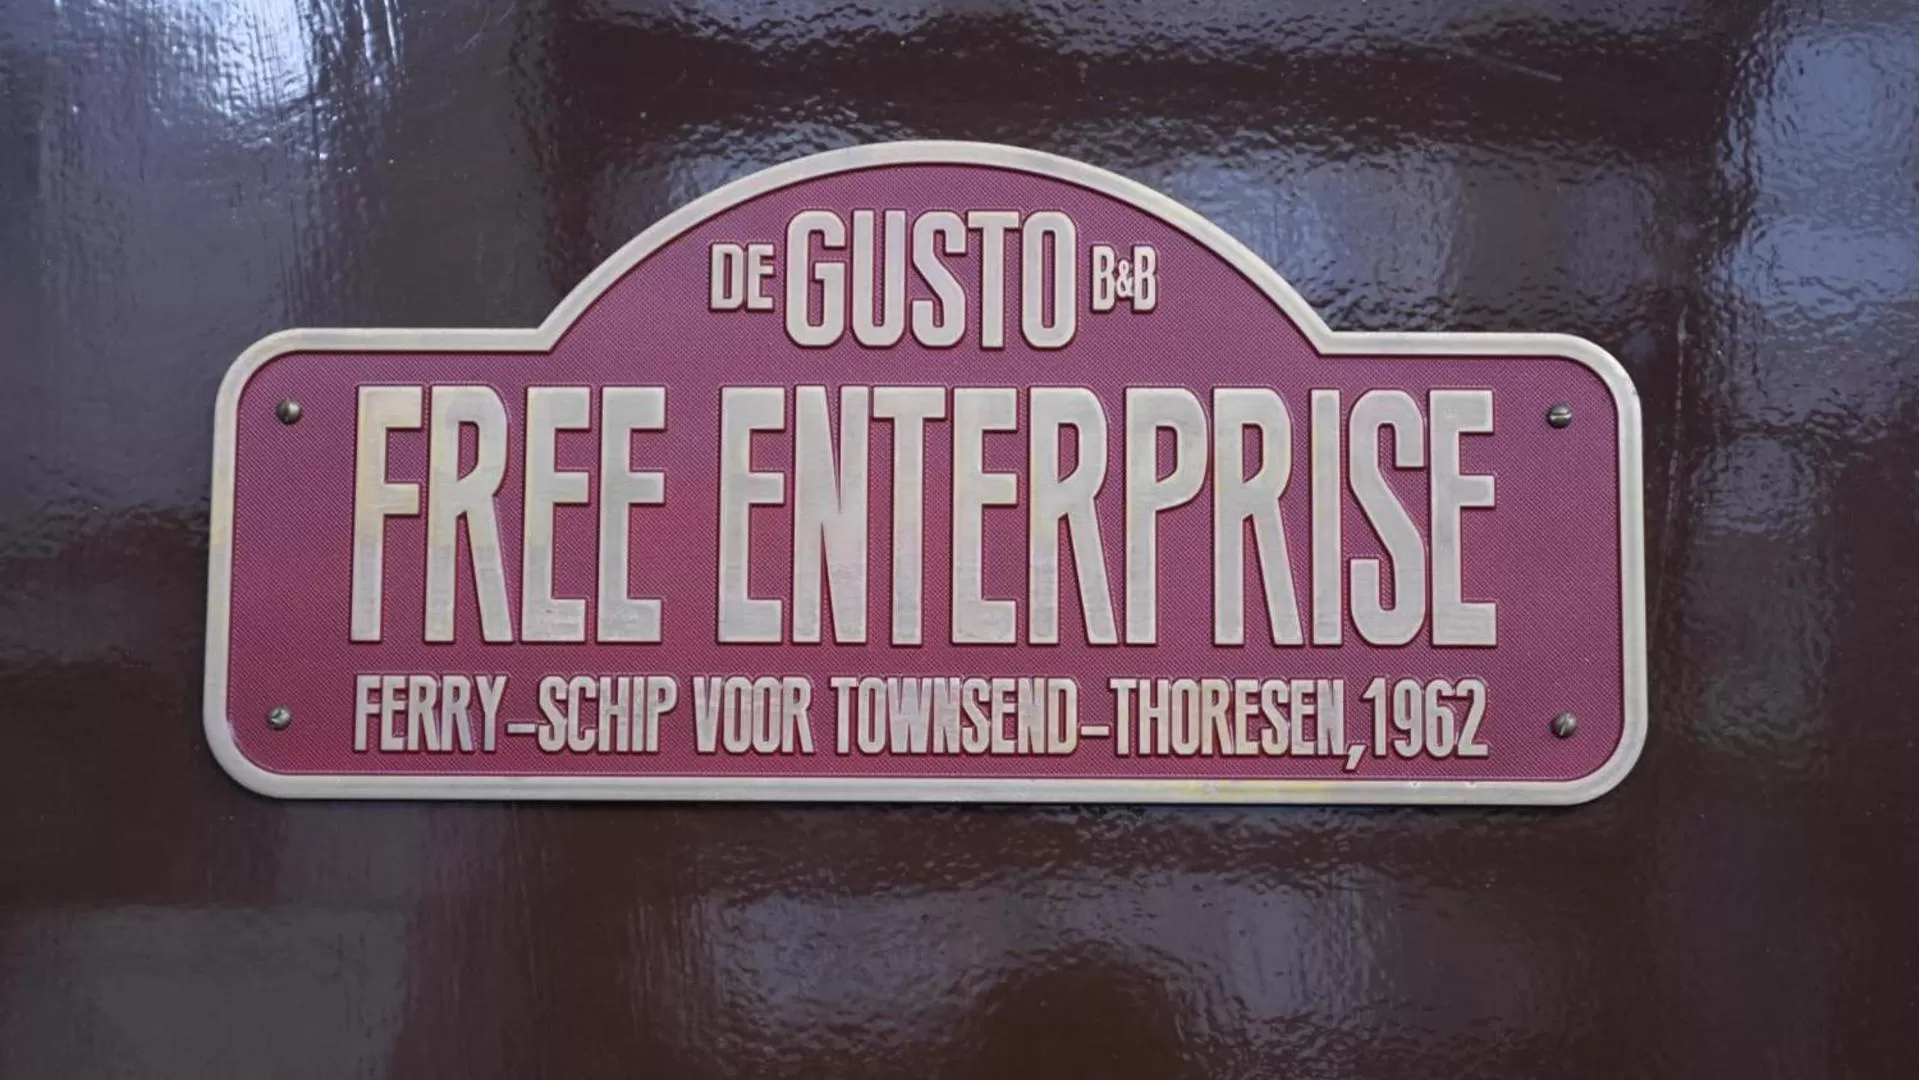 DE GUSTO B&B
FREE ENTERPRISE
FERRY-SCHIP VOOR TOWNSEND-THORESEN, 1962